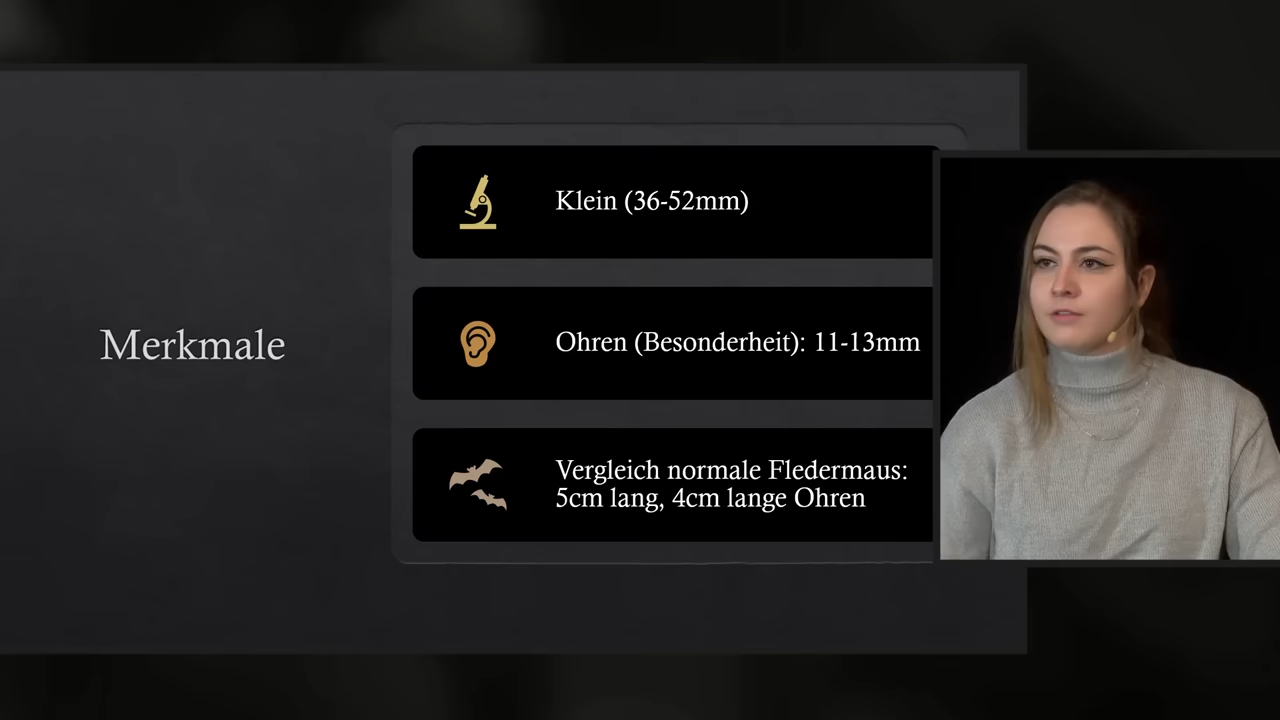 Merkmale
Klein (36-52mm)
Ohren (Besonderheit): 11-13mm
Vergleich normale Fledermaus:
5cm lang, 4cm lange Ohren